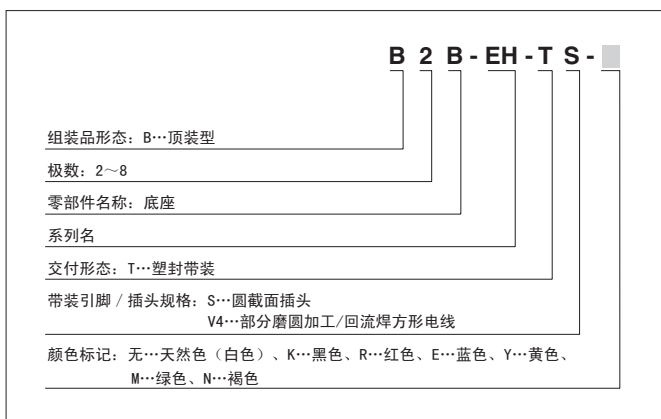 B 2 B - EH - T S -
组装品形态：B…顶装型
极数：2～8
零部件名称：底座
系列名
交付形态：T…塑封带装
带装引脚 / 插头规格：S…圆截面插头
V4…部分磨圆加工/回流焊方形电线
颜色标记：无…天然色（白色）、K…黑色、R…红色、E…蓝色、Y…黄色、
M…绿色、N…褐色